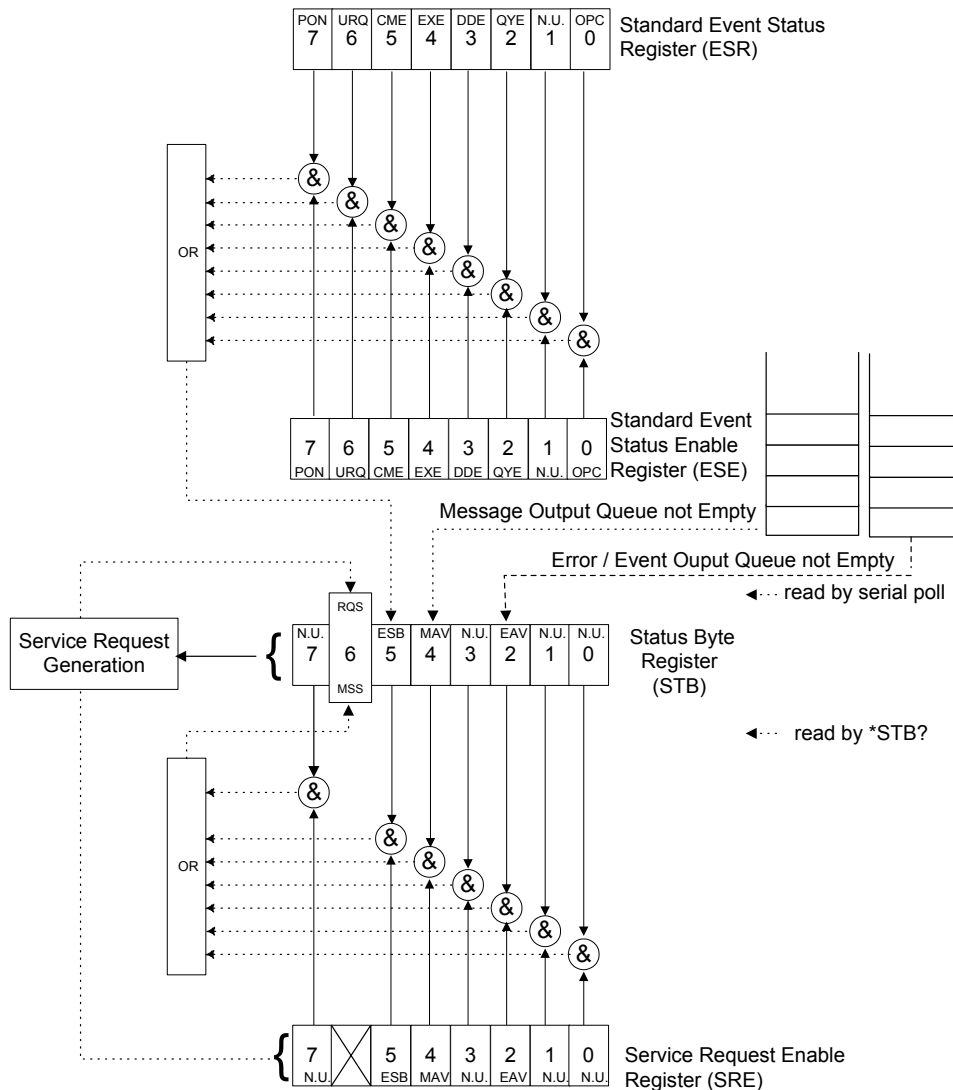 PON URQ CME EXE DDE QYE N.U. OPC
7 6 5 4 3 2 1 0
Standard Event Status
Register (ESR)
&
&
&
&
OR
&
&
&
&
7 6 5 4 3 2 1 0
PON URQ CME EXE DDE QYE N.U. OPC
Standard Event
Status Enable
Register (ESE)
Message Output Queue not Empty
Error / Event Ouput Queue not Empty
read by serial poll
Service Request
Generation
{
RQS
N.U. ESB MAV N.U. EAV N.U. N.U.
7 6 5 4 3 2 1 0
MSS
Status Byte
Register
(STB)
read by *STB?
&
&
&
OR
&
&
&
&
{
7 5 4 3 2 1 0
N.U. ESB MAV N.U. EAV N.U. N.U.
Service Request Enable
Register (SRE)